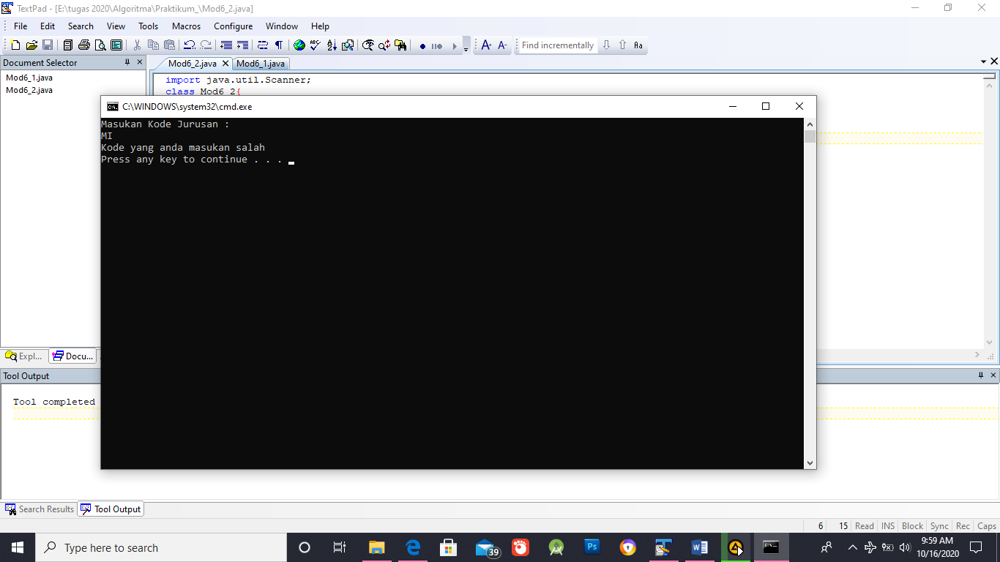 TextPad - [E:\tugas 2020\Algoritma\Praktikum_\Mod6_2.java]
File Edit Search View Tools Macros Configure Window Help
Find incrementally
Aa
Document Selector
Mod6_2.java
Mod6_1.java
Mod6_1.java
Mod6_2.java
import java.util.Scanner;
class Mod6_2{
C:\WINDOWS\system32\cmd.exe
Masukan Kode Jurusan :
MI
Kode yang anda masukan salah
Press any key to continue . . .
Expl...
Docu...
Tool Output
Tool completed
Search Results
Tool Output
6 15 Read INS Block Sync Rec Caps
Type here to search
39
Ps
9:59 AM
10/16/2020